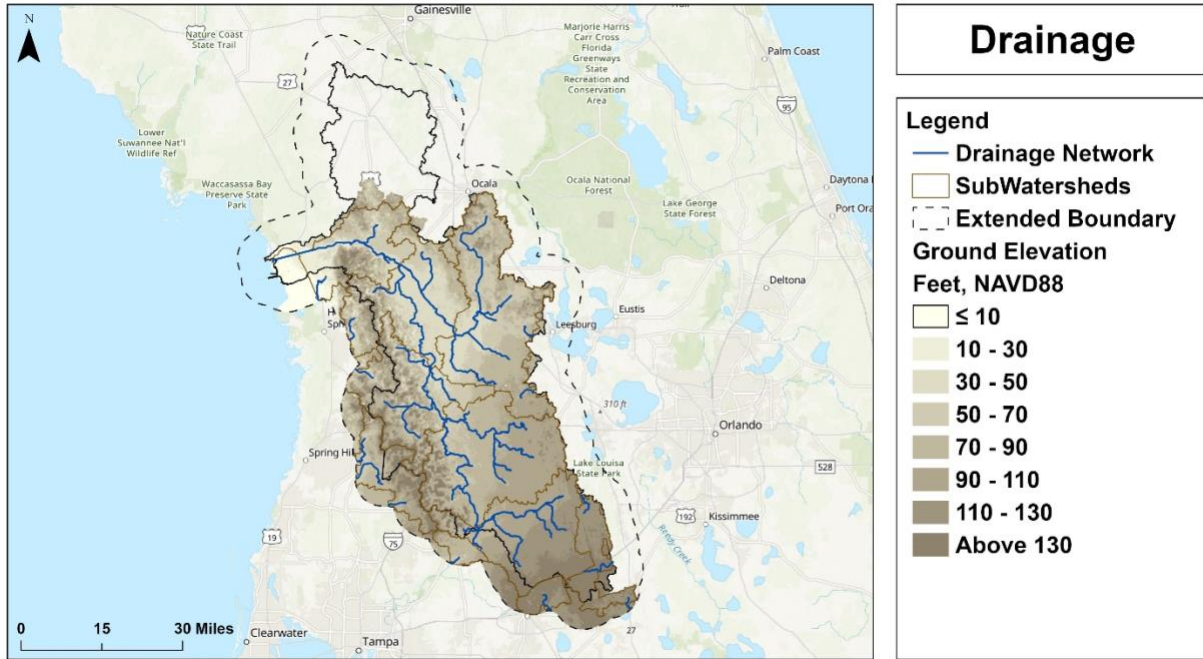 N
Gainesville
Nature Coast
State Trail
27
Marjorie Harris
Carr Cross
Florida
Greenways
State
Recreation and
Conservation
Area
Palm Coast
95
Lower
Suwannee Nat'l
Wildlife Ref
Waccasassa Bay
Preserve State
Park
Ocala
Ocala National
Forest
Lake George
State Forest
Daytona
Port Ora
Deltona
Eustis
Leesburg
H
Spri
310 ft
Orlando
Spring Hi
Lake Louisa
State Park
528
Kissimmee
192
Reedy Creek
19
75
27
Clearwater
Tampa
0 15 30 Miles
Drainage
Legend
Drainage Network
SubWatersheds
Extended Boundary
Ground Elevation
Feet, NAVD88
≤ 10
10 - 30
30 - 50
50 - 70
70 - 90
90 - 110
110 - 130
Above 130